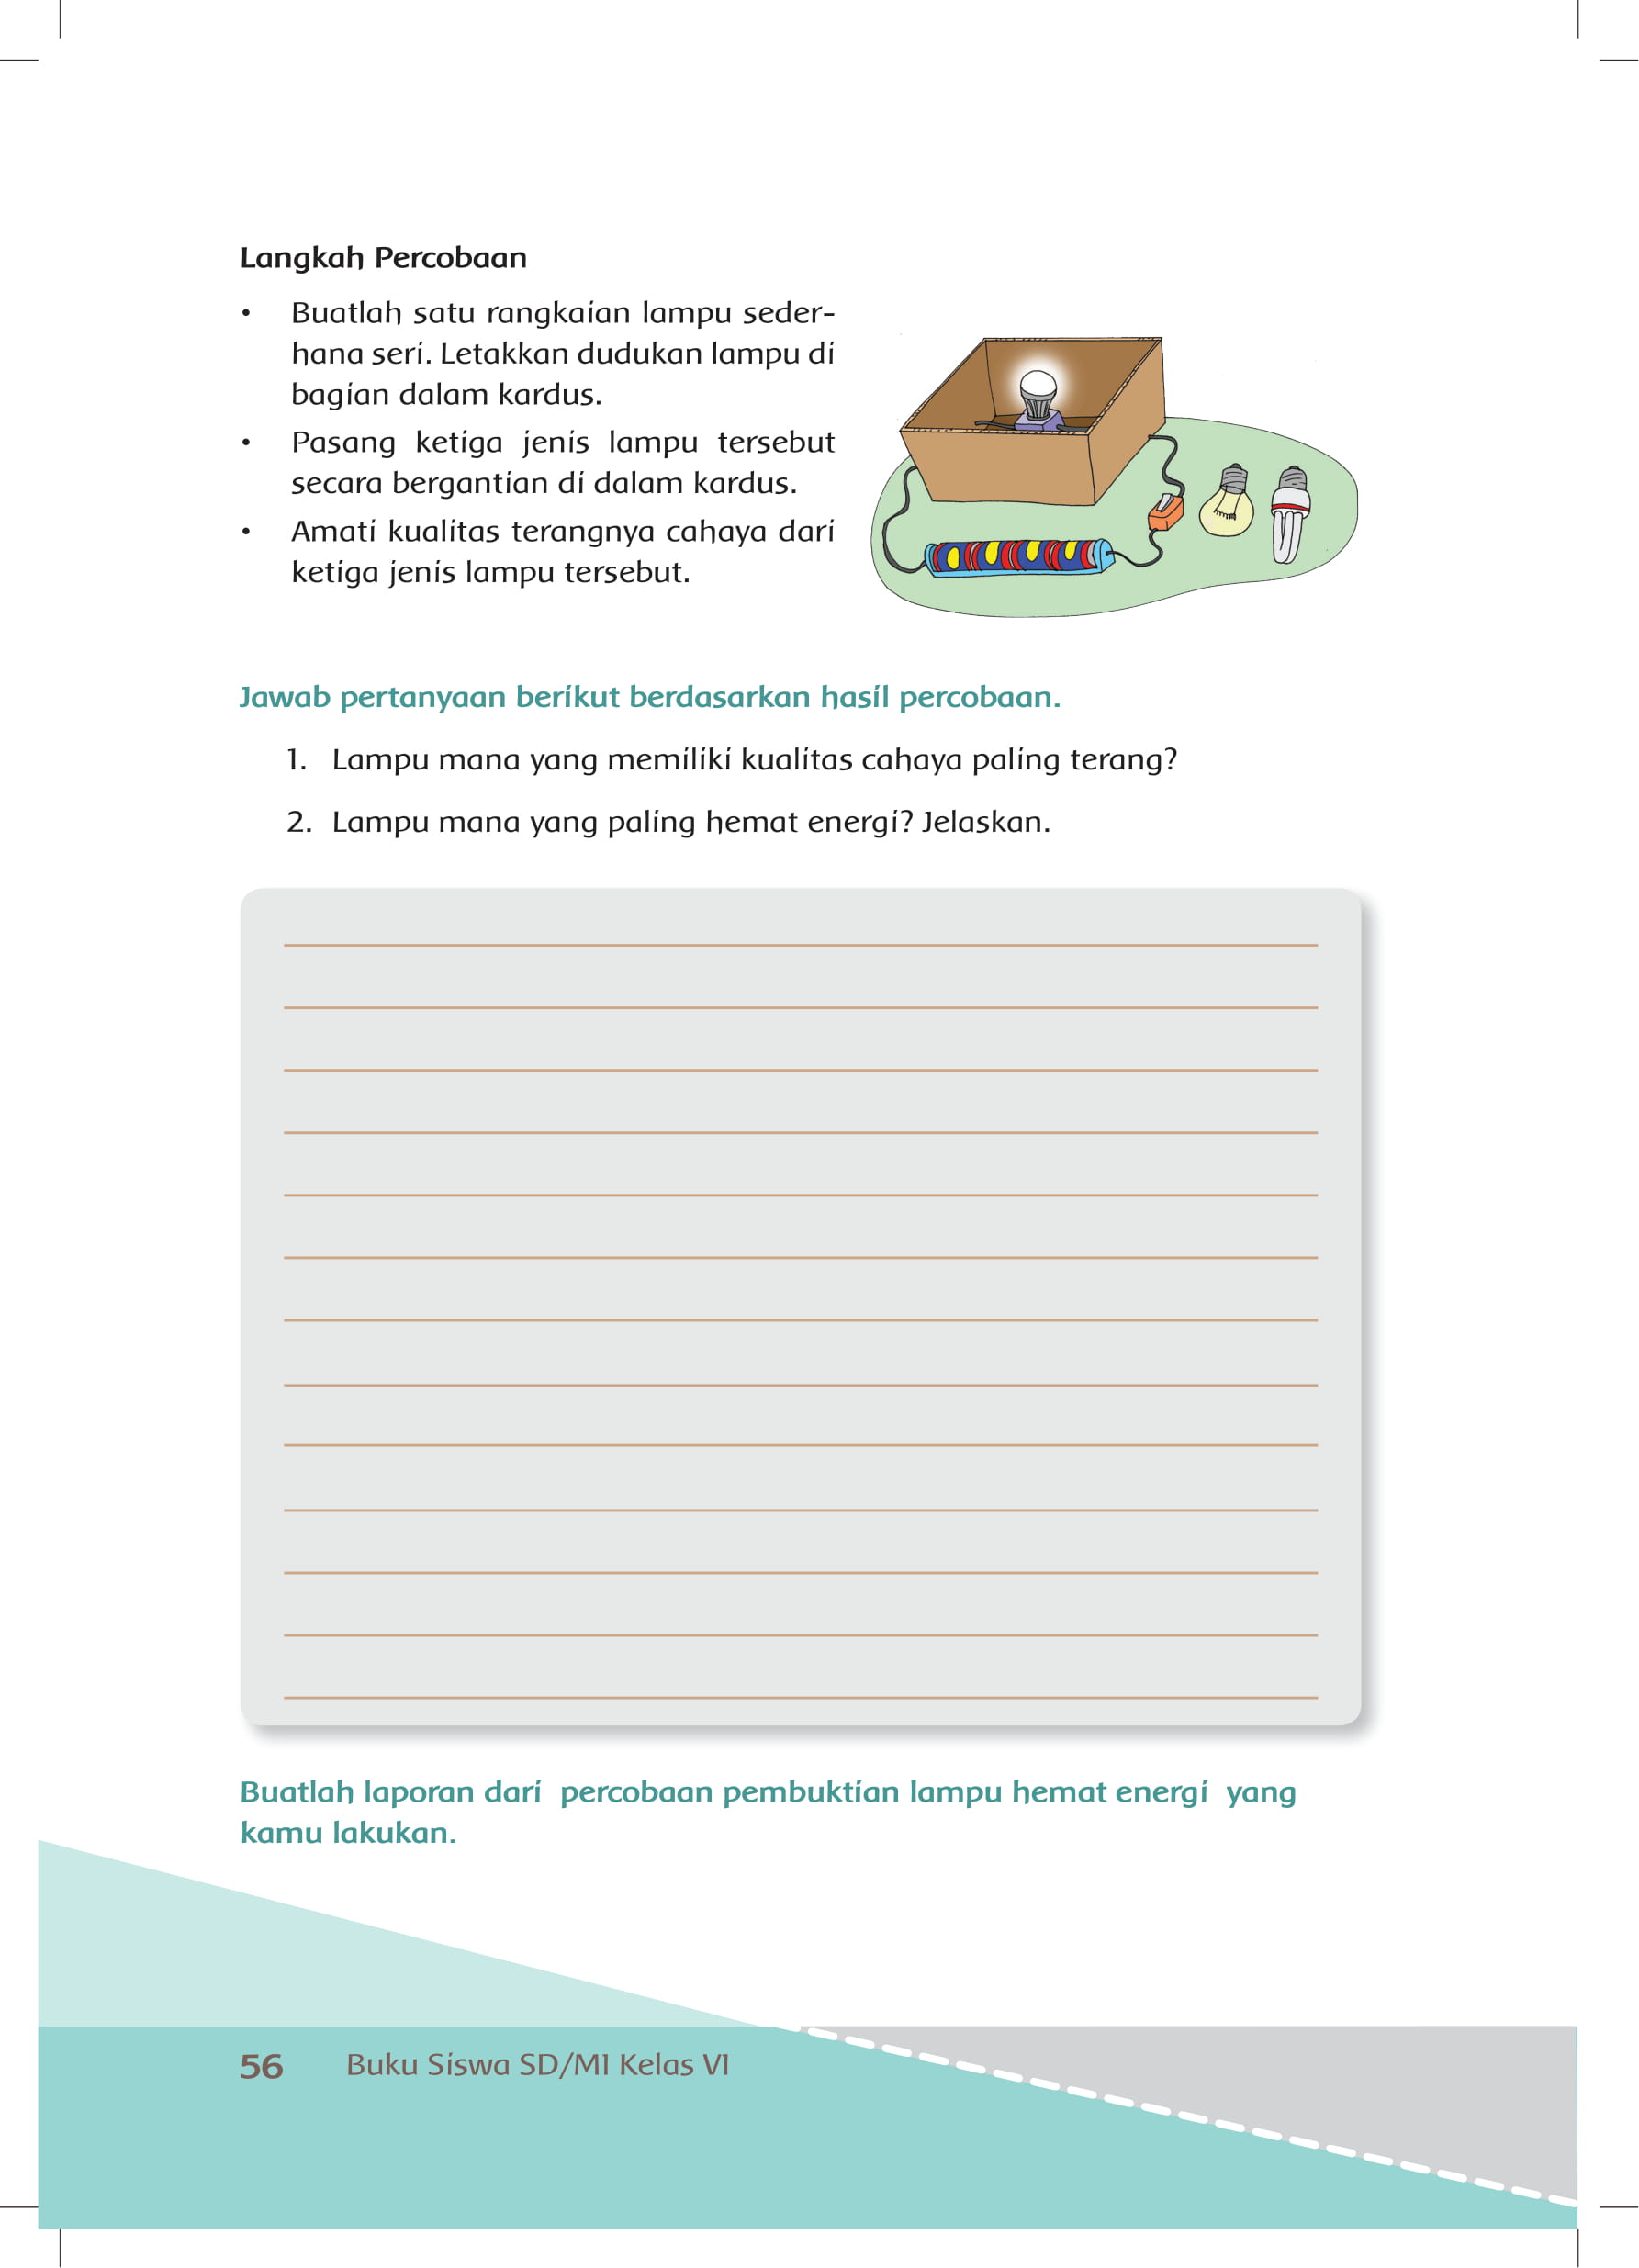 Langkah Percobaan
• Buatlah satu rangkaian lampu seder-
hana seri. Letakkan dudukan lampu di
bagian dalam kardus.
• Pasang ketiga jenis lampu tersebut
secara bergantian di dalam kardus.
• Amati kualitas terangnya cahaya dari
ketiga jenis lampu tersebut.
Jawab pertanyaan berikut berdasarkan hasil percobaan.
1. Lampu mana yang memiliki kualitas cahaya paling terang?
2. Lampu mana yang paling hemat energi? Jelaskan.
Buatlah laporan dari percobaan pembuktian lampu hemat energi yang
kamu lakukan.
56 Buku Siswa SD/MI Kelas VI